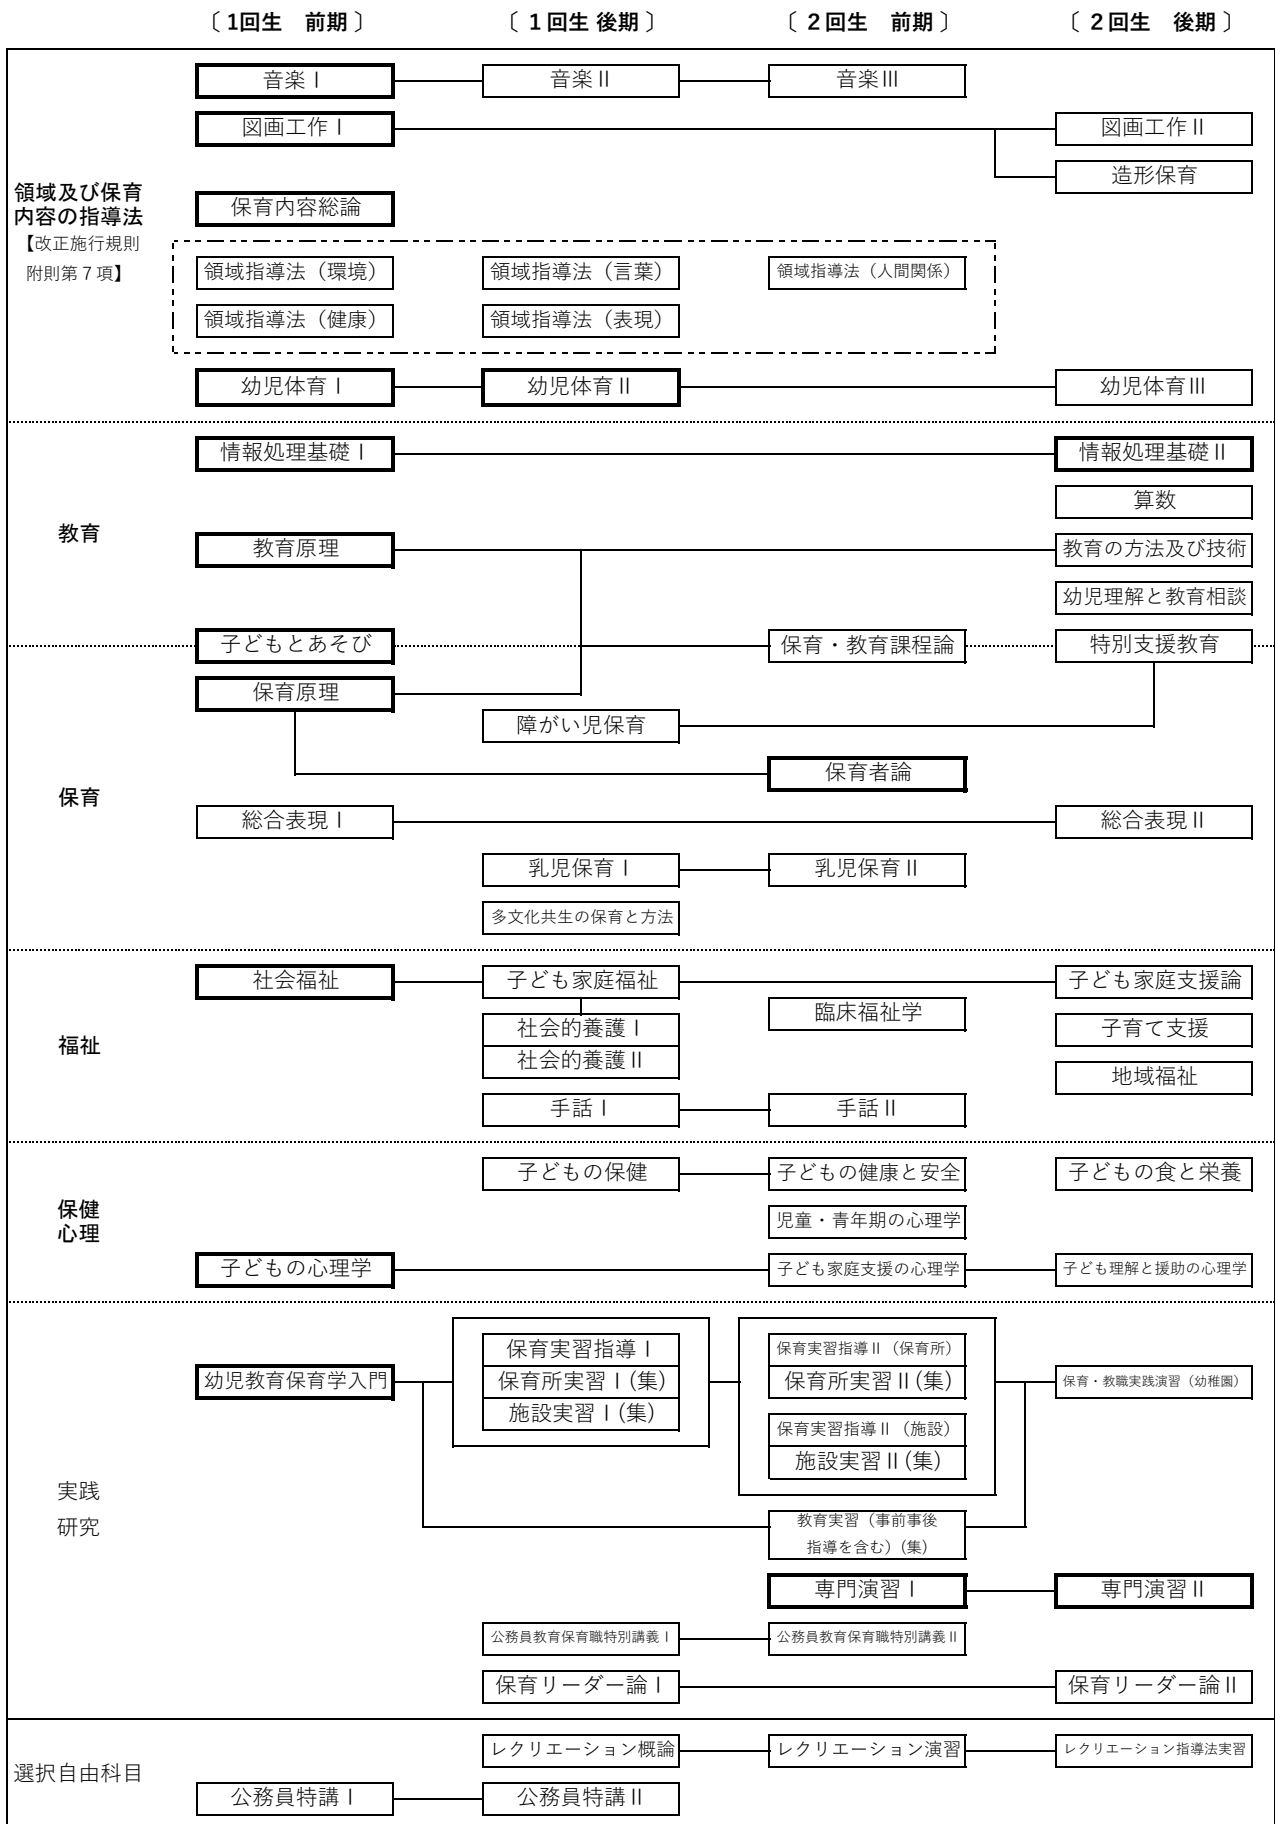 〔 1回生　前期 〕
〔 1回生 後期 〕
〔 2回生　前期 〕
〔 2回生　後期 〕
領域及び保育
内容の指導法
【改正施行規則
附則第７項】
音楽Ⅰ
音楽Ⅱ
音楽Ⅲ
図画工作Ⅰ
図画工作Ⅱ
造形保育
保育内容総論
領域指導法（環境）
領域指導法（言葉）
領域指導法（人間関係）
領域指導法（健康）
領域指導法（表現）
幼児体育Ⅰ
幼児体育Ⅱ
幼児体育Ⅲ
教育
情報処理基礎Ⅰ
情報処理基礎Ⅱ
算数
教育原理
教育の方法及び技術
幼児理解と教育相談
子どもとあそび
保育・教育課程論
特別支援教育
保育
保育原理
障がい児保育
保育者論
総合表現Ⅰ
総合表現Ⅱ
乳児保育Ⅰ
乳児保育Ⅱ
多文化共生の保育と方法
福祉
社会福祉
子ども家庭福祉
子ども家庭支援論
臨床福祉学
社会的養護Ⅰ
子育て支援
社会的養護Ⅱ
地域福祉
手話Ⅰ
手話Ⅱ
保健
心理
子どもの保健
子どもの健康と安全
子どもの食と栄養
児童・青年期の心理学
子どもの心理学
子ども家庭支援の心理学
子ども理解と援助の心理学
実践
研究
幼児教育保育学入門
保育実習指導Ⅰ
保育所実習Ⅰ(集)
施設実習Ⅰ(集)
保育実習指導Ⅱ（保育所）
保育所実習Ⅱ(集)
保育実習指導Ⅱ（施設）
施設実習Ⅱ(集)
保育・教職実践演習（幼稚園）
教育実習（事前事後
指導を含む）(集)
専門演習Ⅰ
専門演習Ⅱ
公務員教育保育職特別講義Ⅰ
公務員教育保育職特別講義Ⅱ
保育リーダー論Ⅰ
保育リーダー論Ⅱ
選択自由科目
レクリエーション概論
レクリエーション演習
レクリエーション指導法実習
公務員特講Ⅰ
公務員特講Ⅱ